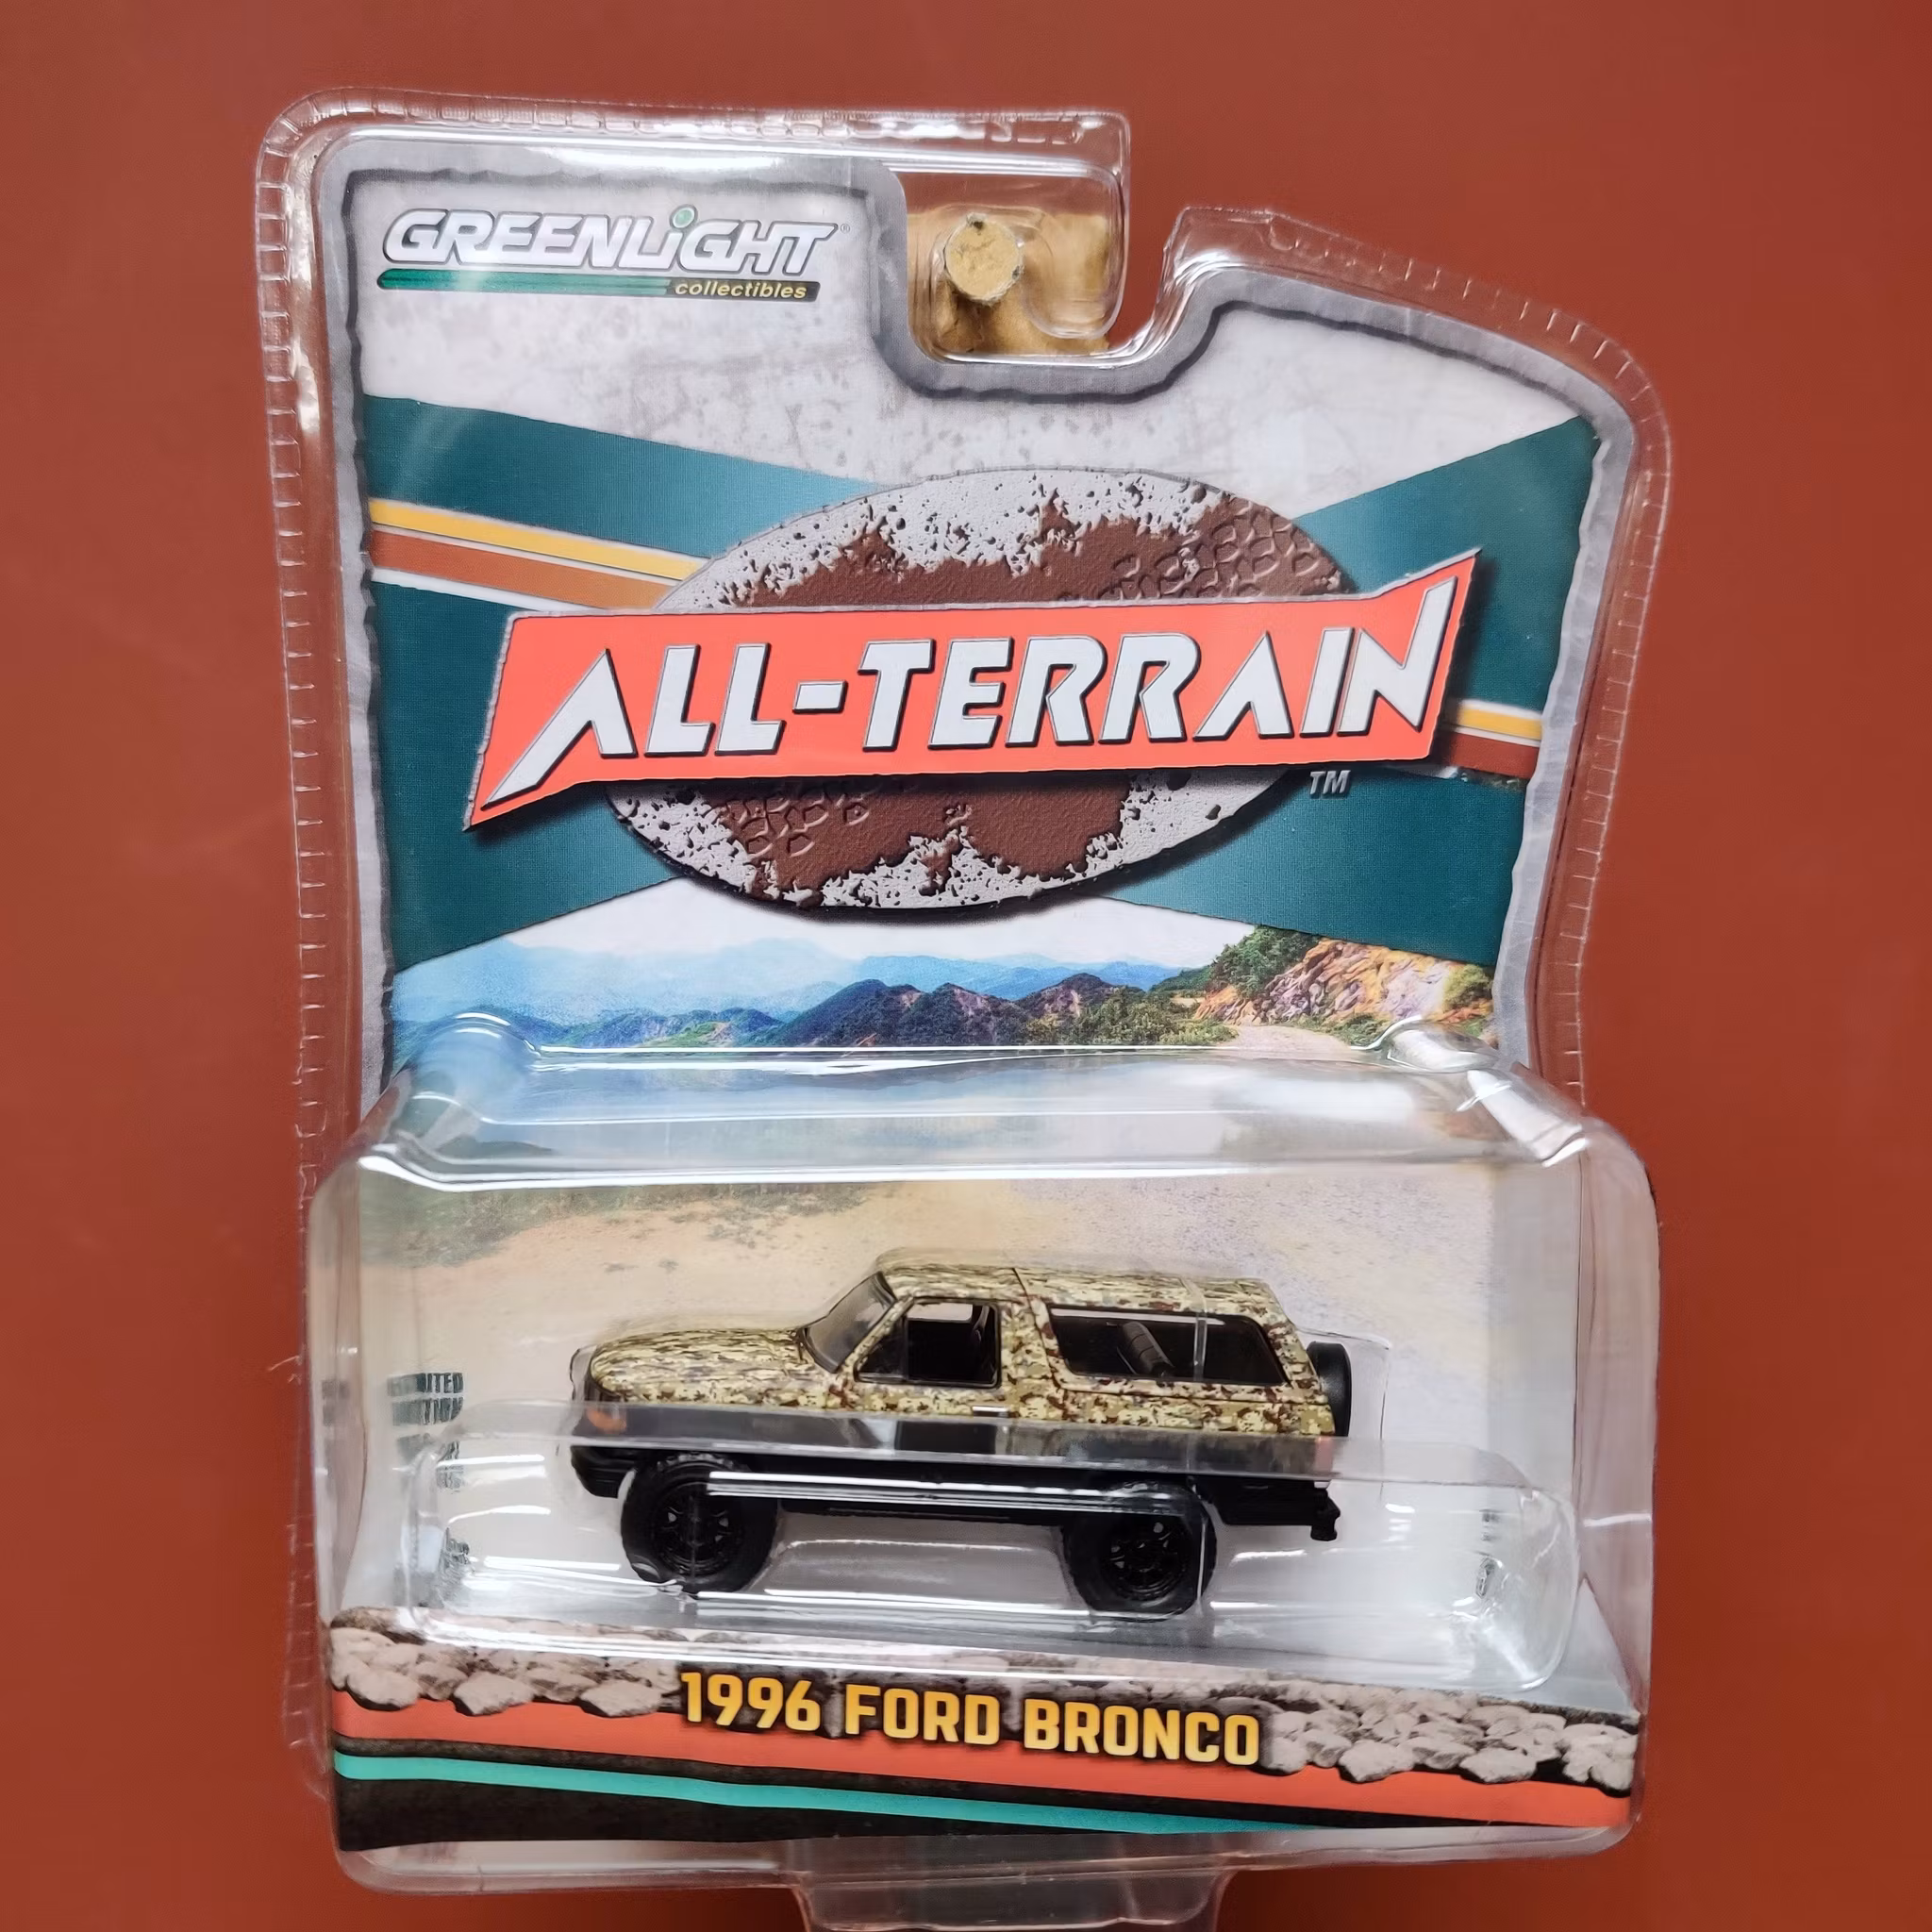 GREENLiGHT®
collectibles
ALL-TERRAIN
TM
1996 FORD BRONCO